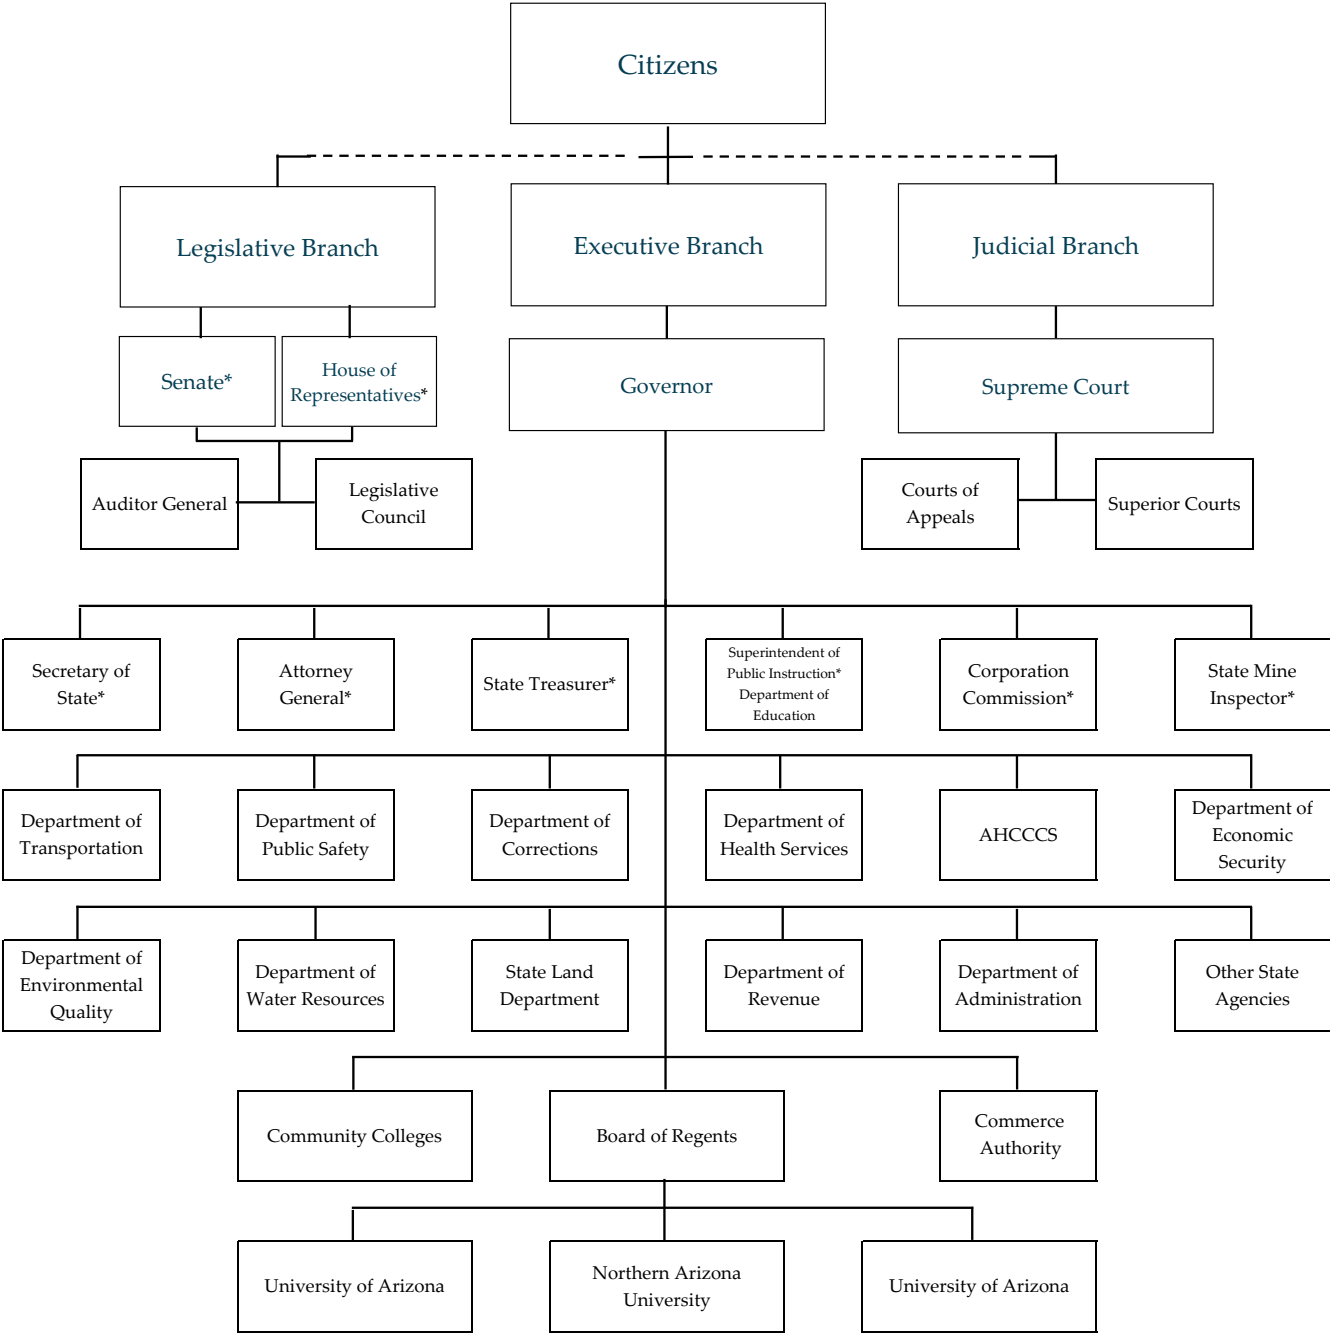 Citizens
Legislative Branch
Executive Branch
Judicial Branch
Senate*
House of
Representatives*
Governor
Supreme Court
Auditor General
Legislative
Council
Courts of
Appeals
Superior Courts
Secretary of
State*
Attorney
General*
State Treasurer*
Superintendent of
Public Instruction*
Department of
Education
Corporation
Commission*
State Mine
Inspector*
Department of
Transportation
Department of
Public Safety
Department of
Corrections
Department of
Health Services
AHCCCS
Department of
Economic
Security
Department of
Environmental
Quality
Department of
Water Resources
State Land
Department
Department of
Revenue
Department of
Administration
Other State
Agencies
Community Colleges
Board of Regents
Commerce
Authority
University of Arizona
Northern Arizona
University
University of Arizona